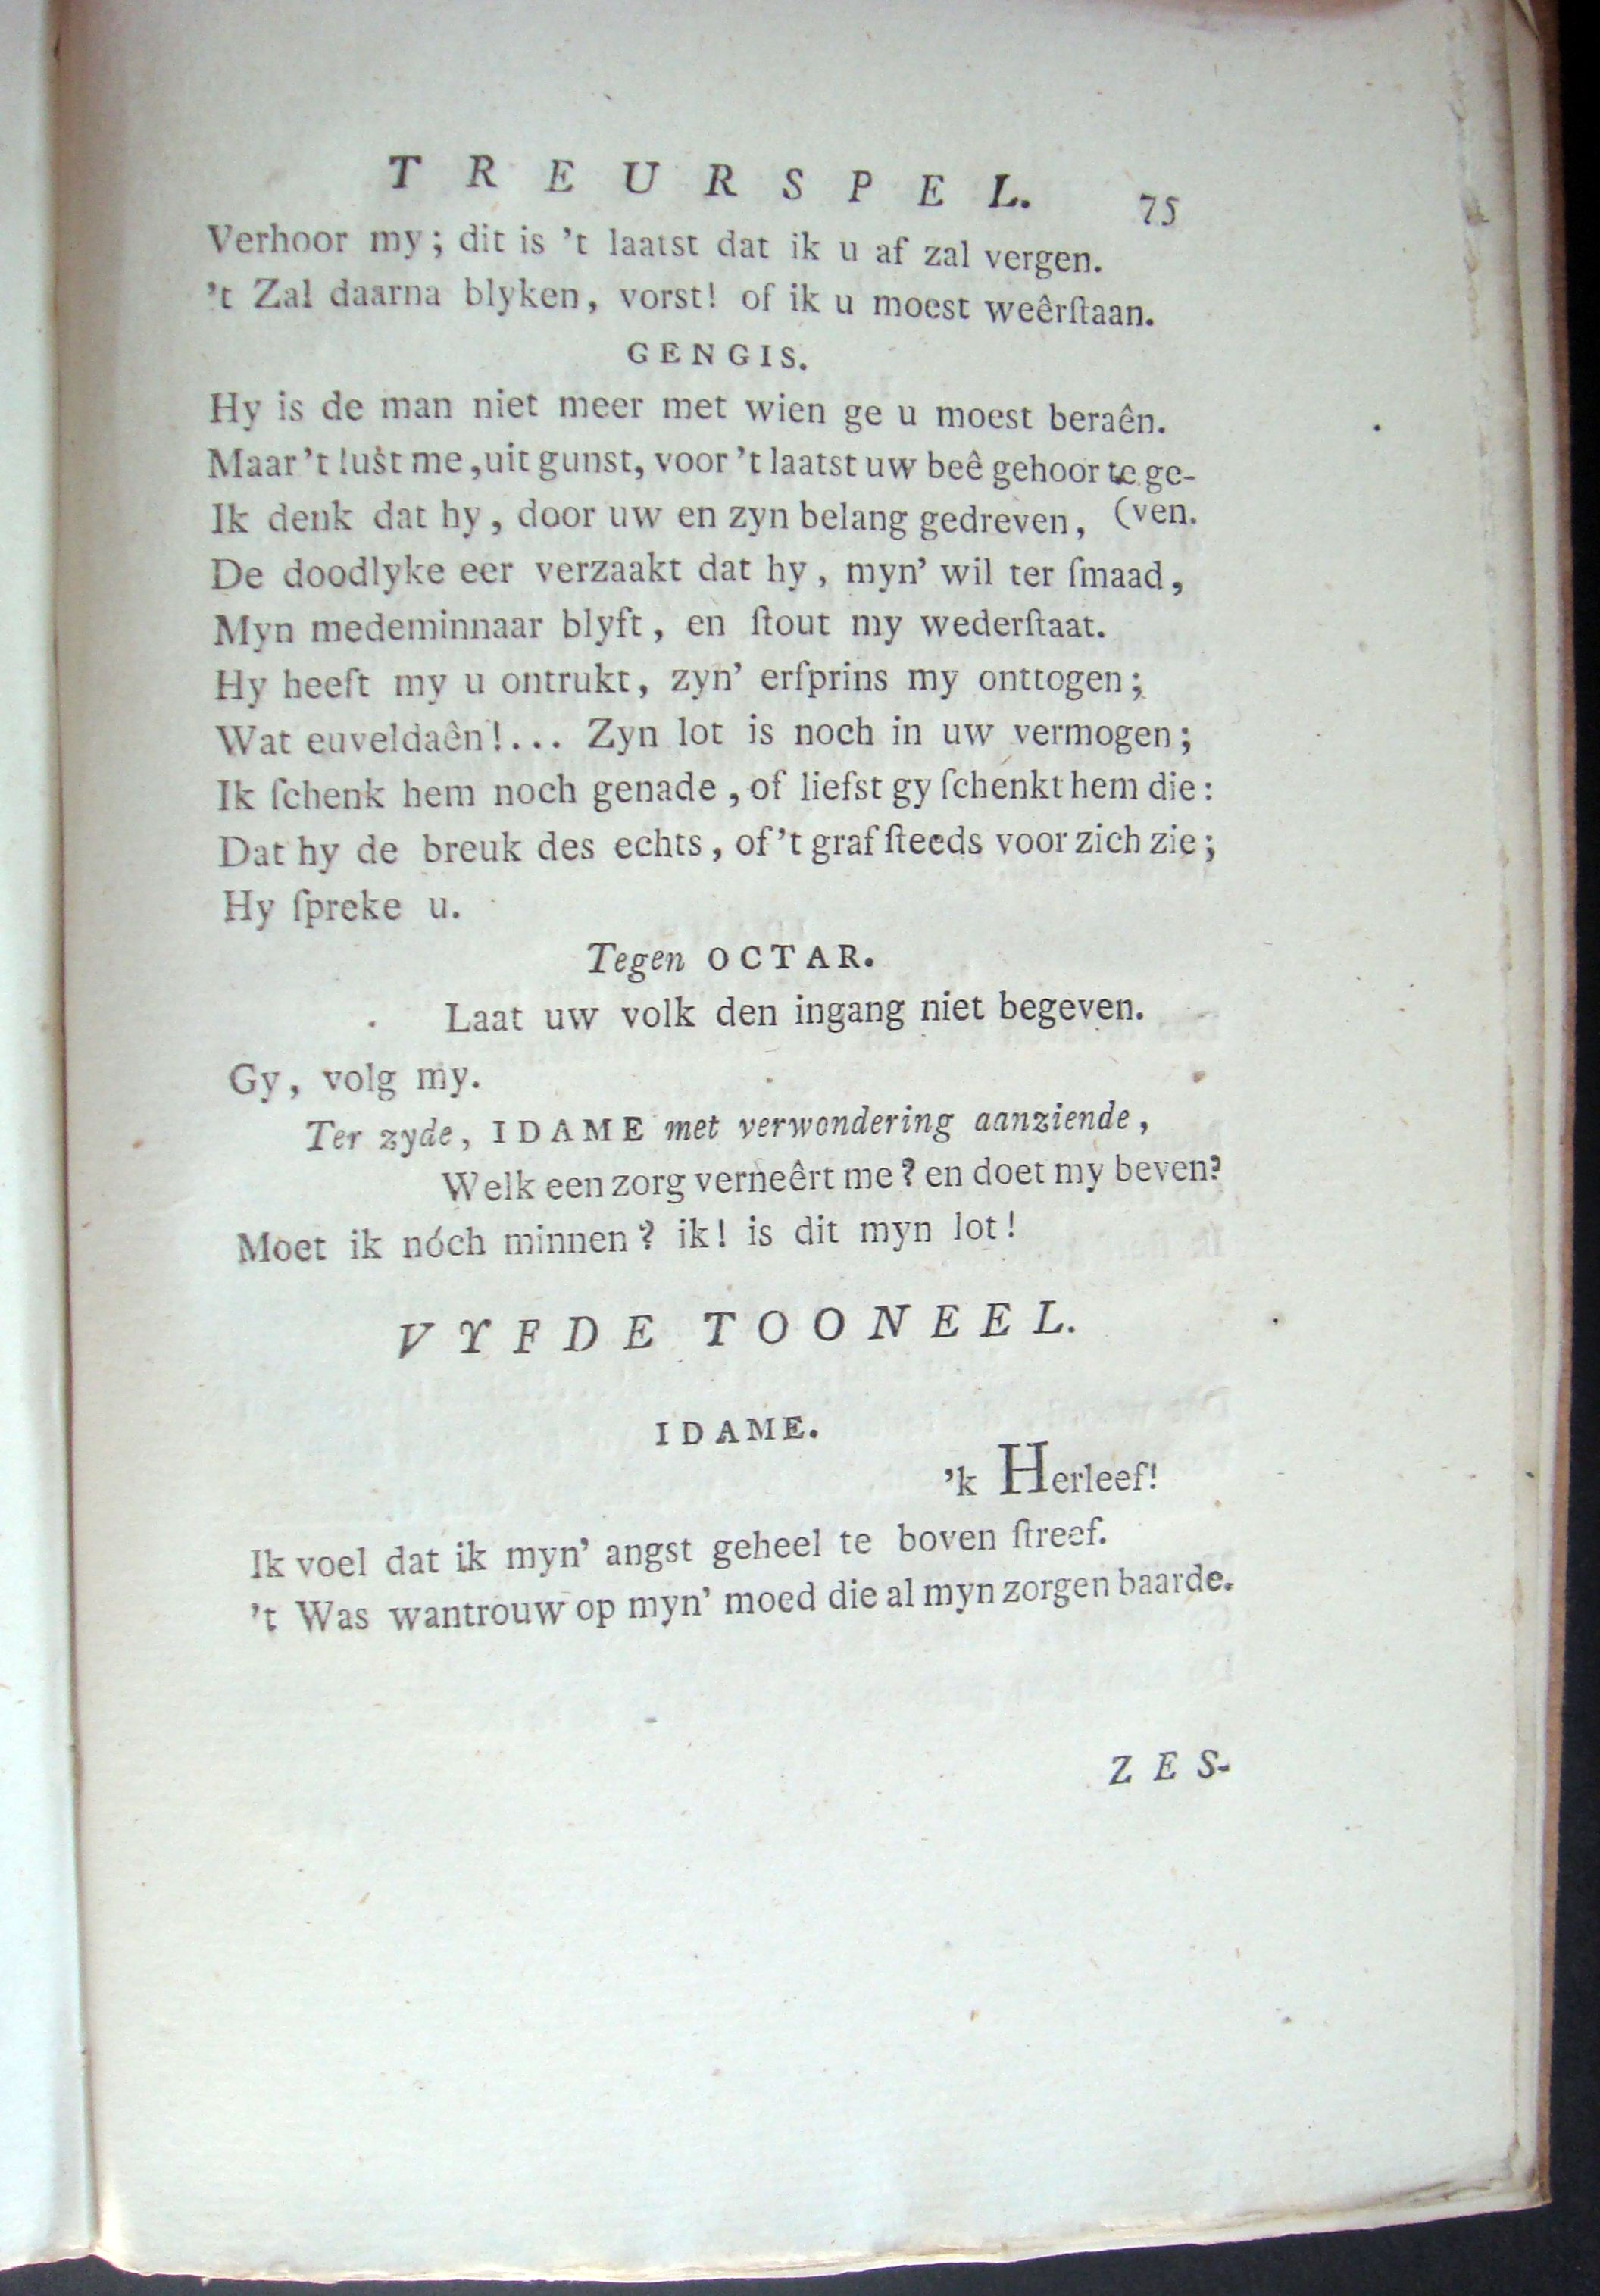 TREURSPEL. 75
Verhoor my; dit is 't laatst dat ik u af zal vergen.
't Zal daarna blyken, vorst! of ik u moest weêrſtaan.
GENGIS.
Hy is de man niet meer met wien ge u moest beraên.
Maar 't lust me, uit gunst, voor 't laatst uw beê gehoor te ge-
Ik denk dat hy, door uw en zyn belang gedreven, (ven.
De doodlyke eer verzaakt dat hy, myn' wil ter ſmaad,
Myn medeminnaar blyft, en ſtout my wederſtaat.
Hy heeft my u ontrukt, zyn' erfprins my onttogen;
Wat euveldaên!... Zyn lot is noch in uw vermogen;
Ik ſchenk hem noch genade, of liefst gy ſchenkt hem die:
Dat hy de breuk des echts, of 't graf ſteeds voor zich zie;
Hy ſpreke u.
Tegen OCTAR.
Laat uw volk den ingang niet begeven.
Gy, volg my.
Ter zyde, IDAME met verwondering aanziende,
Welk een zorg verneêrt me? en doet my beven?
Moet ik nóch minnen? ik! is dit myn lot!
VYFDE TOONEEL.
IDAME.
'k Herleef!
Ik voel dat ik myn' angst geheel te boven ſtreef.
't Was wantrouw op myn' moed die al myn zorgen baarde.
ZES-